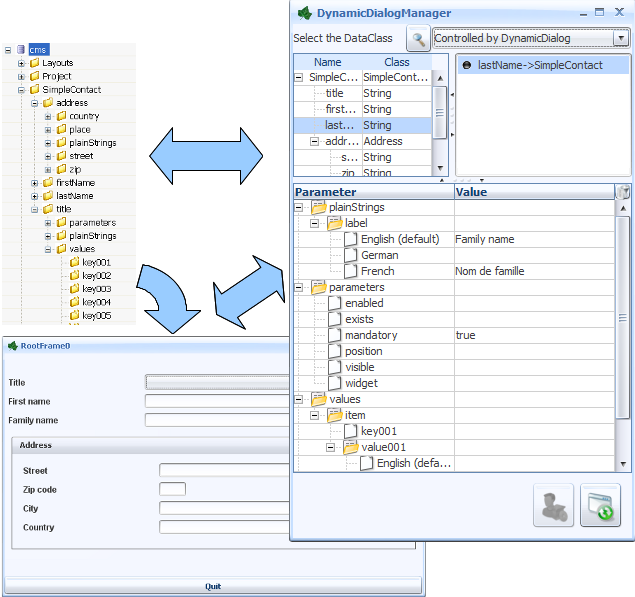 cms
Layouts
Project
SimpleContact
address
country
place
plainStrings
street
zip
firstName
lastName
title
parameters
plainStrings
values
key001
key002
key003
key004
key005
DynamicDialogManager
Select the DataClass
Controlled by DynamicDialog
Name Class
SimpleC... SimpleCont...
title String
first... String
last... String
addr... Address
s... String
zip String
lastName->SimpleContact
Parameter Value
plainStrings
label
English (default) Family name
German
French Nom de famille
parameters
enabled
exists
mandatory true
position
visible
widget
values
item
key001
value001
English (defa...
RootFrame0
Title
First name
Family name
Address
Street
Zip code
City
Country
Quit